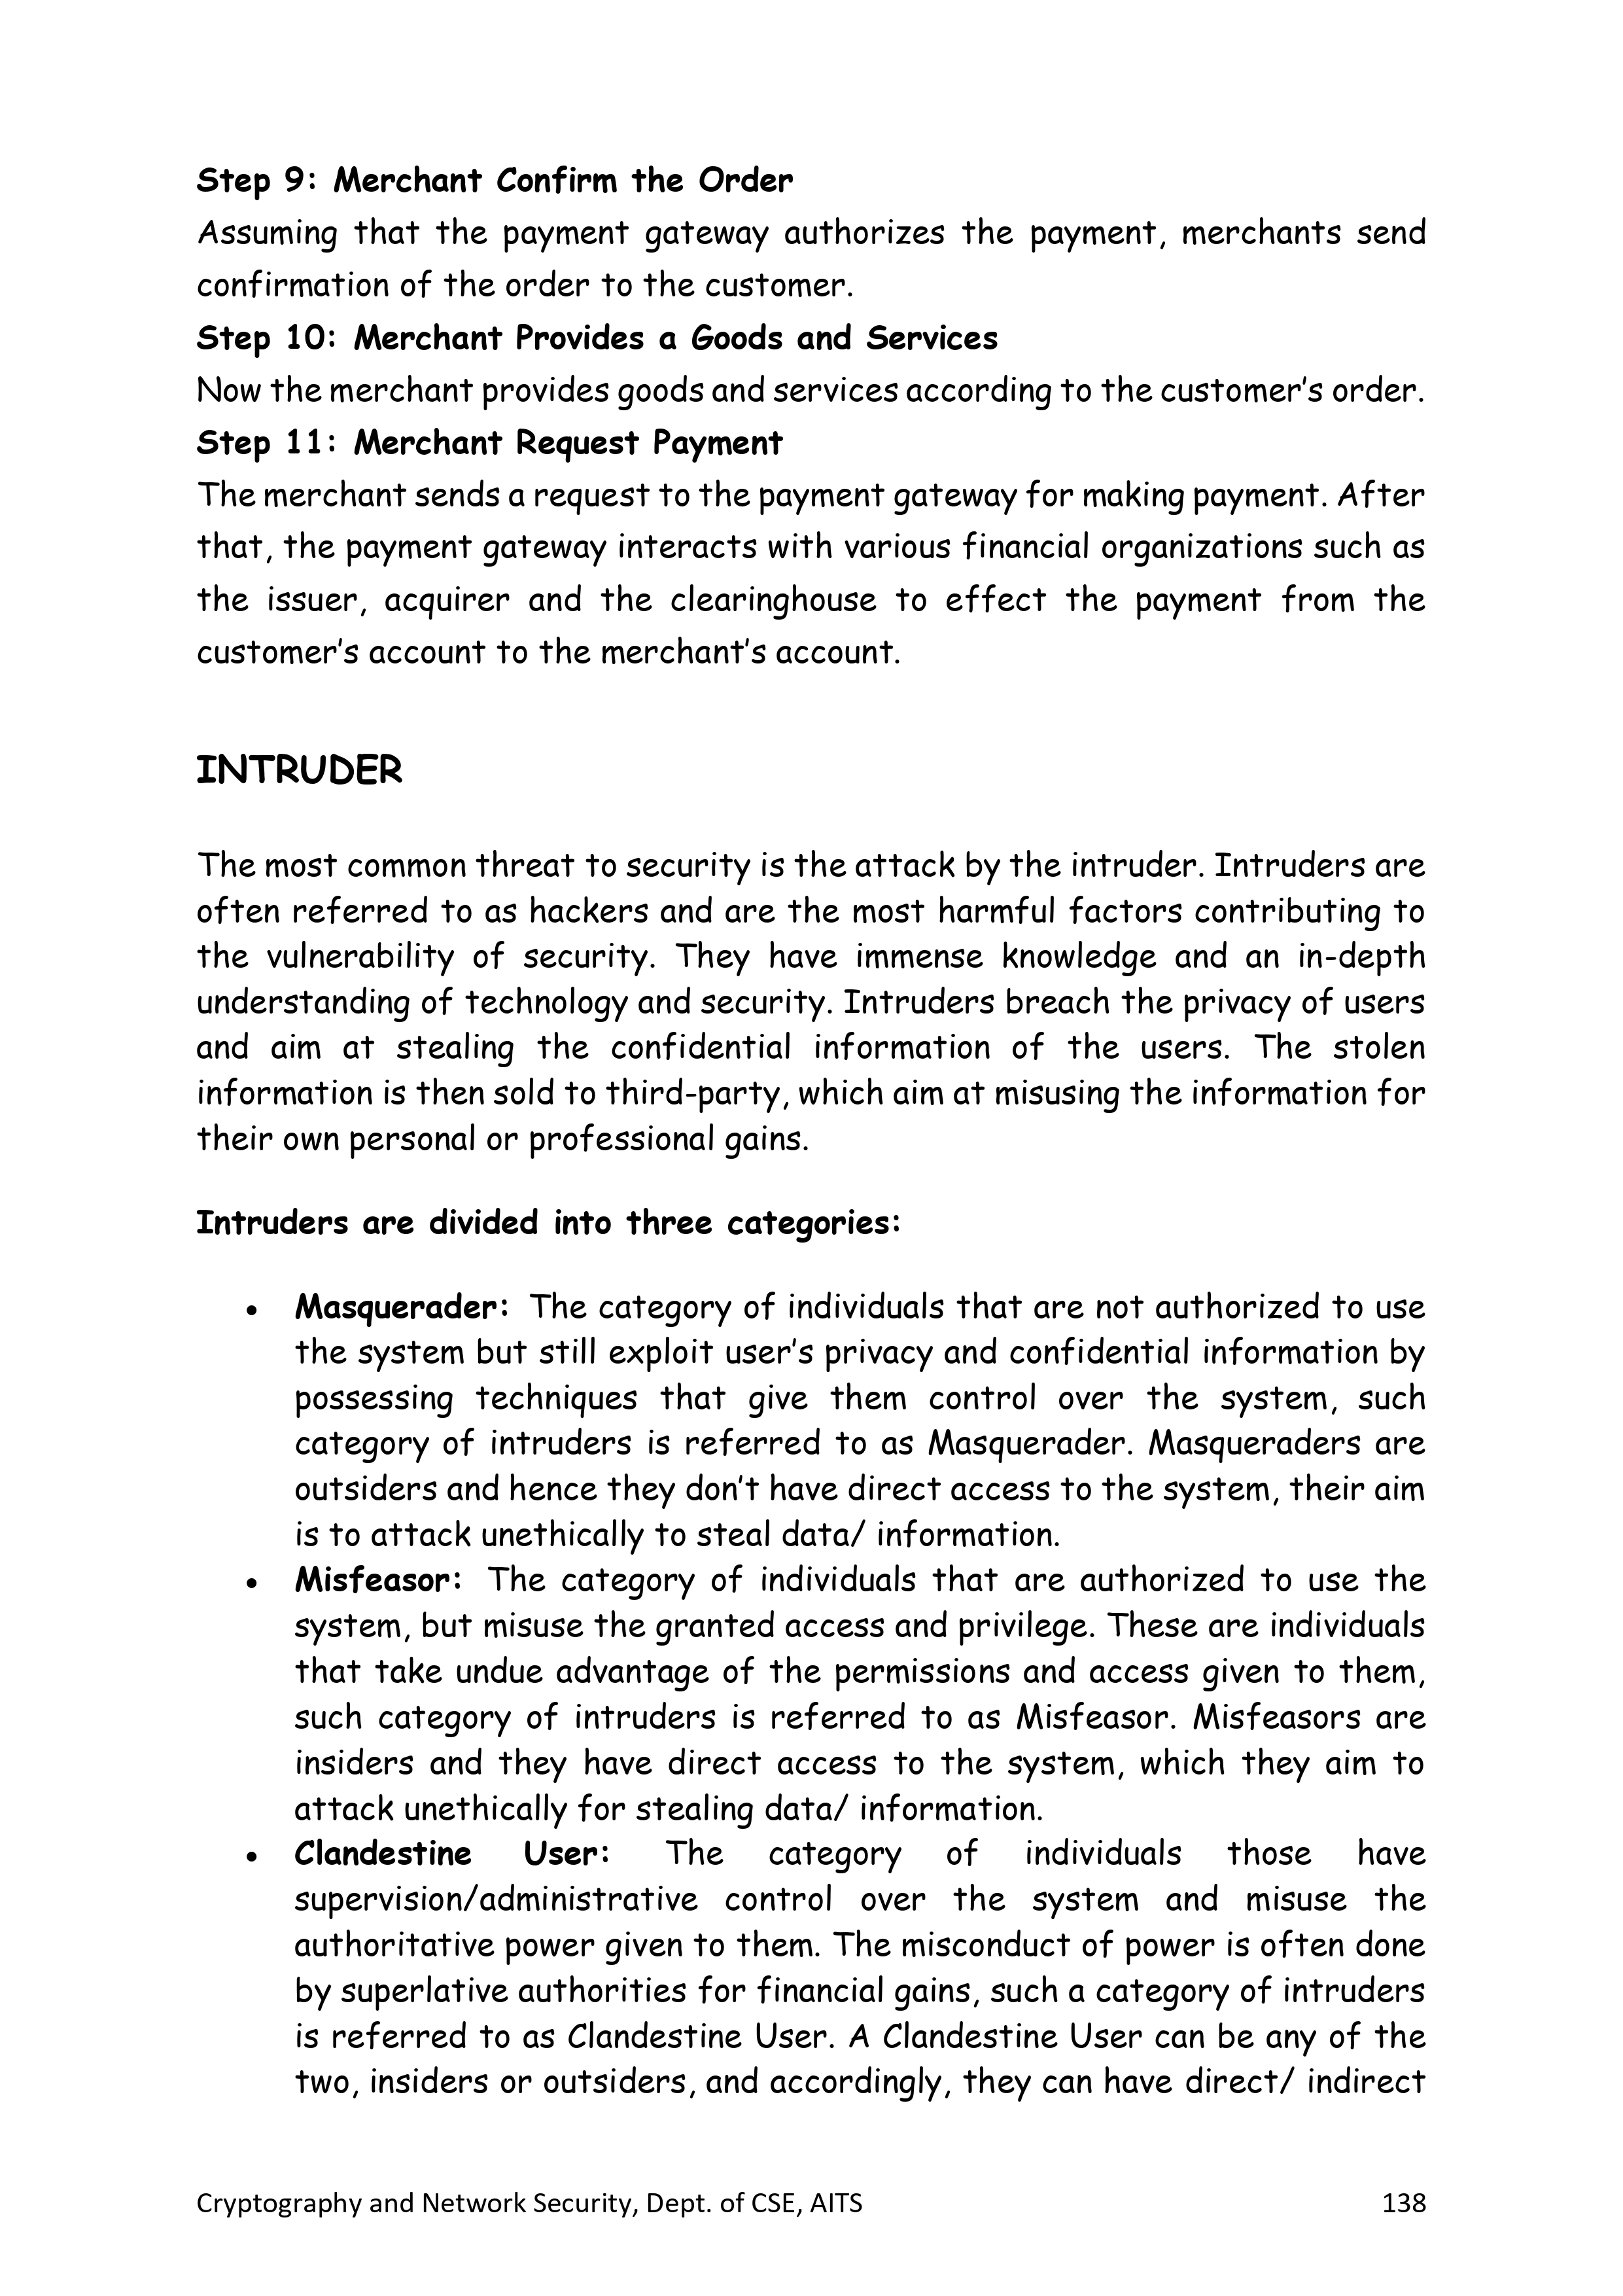 Step 9: Merchant Confirm the Order
Assuming that the payment gateway authorizes the payment, merchants send
confirmation of the order to the customer.
Step 10: Merchant Provides a Goods and Services
Now the merchant provides goods and services according to the customer’s order.
Step 11: Merchant Request Payment
The merchant sends a request to the payment gateway for making payment. After
that, the payment gateway interacts with various financial organizations such as
the issuer, acquirer and the clearinghouse to effect the payment from the
customer’s account to the merchant’s account.
INTRUDER
The most common threat to security is the attack by the intruder. Intruders are
often referred to as hackers and are the most harmful factors contributing to
the vulnerability of security. They have immense knowledge and an in-depth
understanding of technology and security. Intruders breach the privacy of users
and aim at stealing the confidential information of the users. The stolen
information is then sold to third-party, which aim at misusing the information for
their own personal or professional gains.
Intruders are divided into three categories:
• Masquerader: The category of individuals that are not authorized to use
the system but still exploit user’s privacy and confidential information by
possessing techniques that give them control over the system, such
category of intruders is referred to as Masquerader. Masqueraders are
outsiders and hence they don’t have direct access to the system, their aim
is to attack unethically to steal data/ information.
• Misfeasor: The category of individuals that are authorized to use the
system, but misuse the granted access and privilege. These are individuals
that take undue advantage of the permissions and access given to them,
such category of intruders is referred to as Misfeasor. Misfeasors are
insiders and they have direct access to the system, which they aim to
attack unethically for stealing data/ information.
• Clandestine User: The category of individuals those have
supervision/administrative control over the system and misuse the
authoritative power given to them. The misconduct of power is often done
by superlative authorities for financial gains, such a category of intruders
is referred to as Clandestine User. A Clandestine User can be any of the
two, insiders or outsiders, and accordingly, they can have direct/ indirect
Cryptography and Network Security, Dept. of CSE, AITS 138